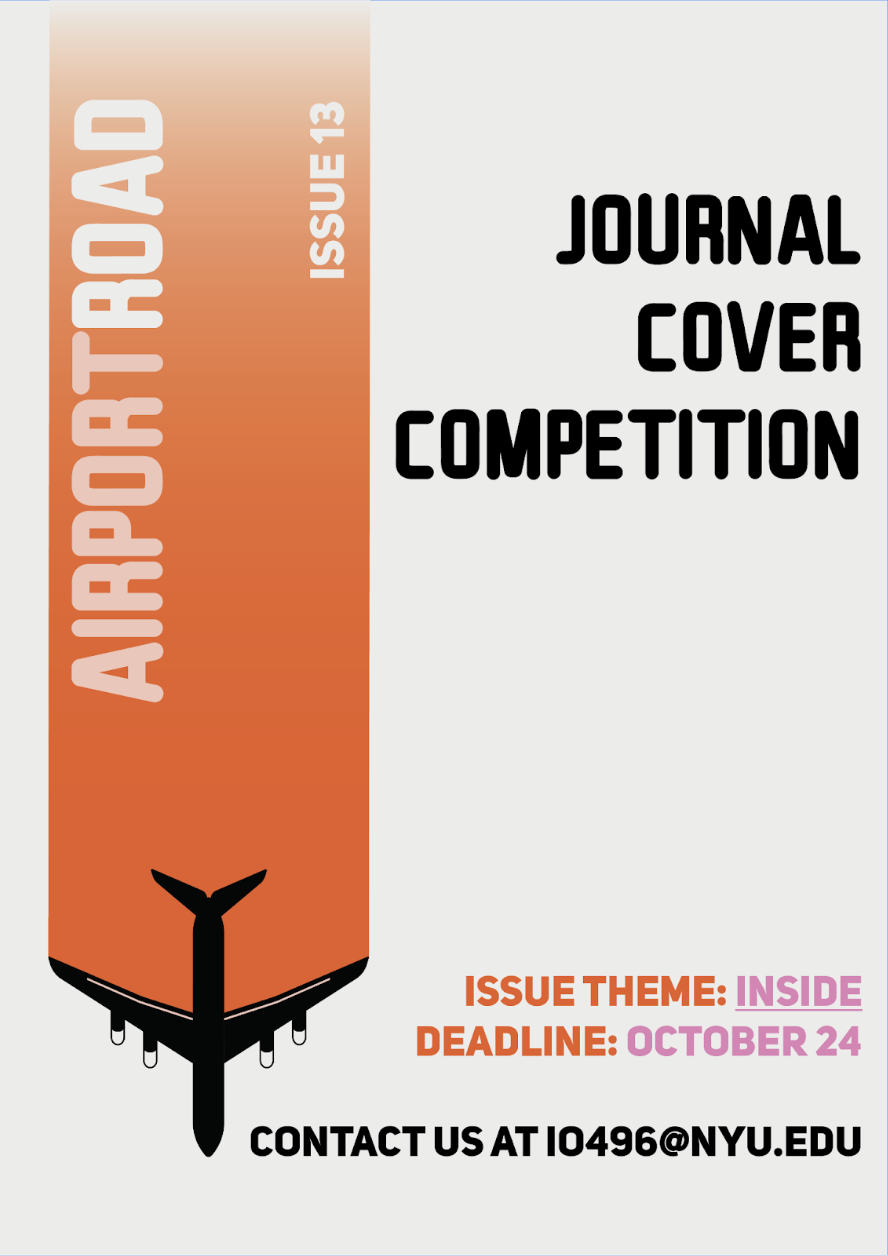 AIRPORTROAD
ISSUE 13
JOURNAL
COVER
COMPETITION
ISSUE THEME: INSIDE
DEADLINE: OCTOBER 24
CONTACT US AT IO496@NYU.EDU